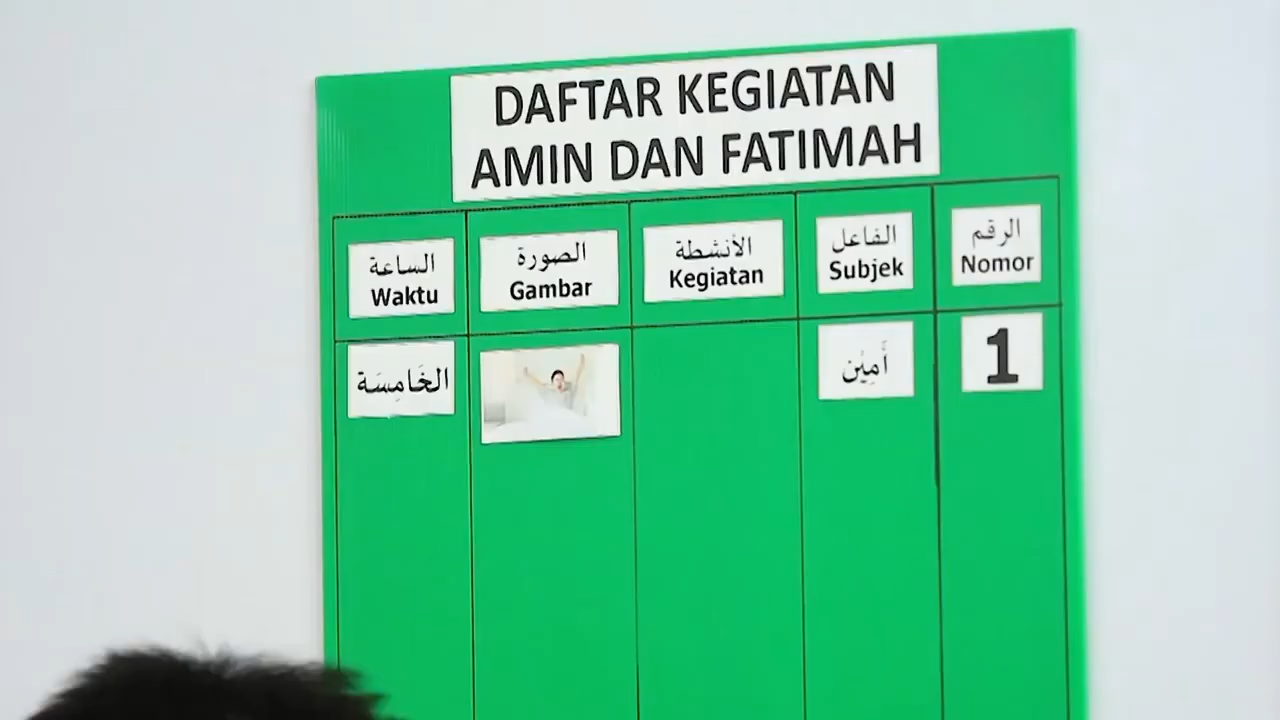 DAFTAR KEGIATAN
AMIN DAN FATIMAH
الرقم
Nomor
الفاعل
Subjek
الأنشطة
Kegiatan
الصورة
Gambar
الساعة
Waktu
1
أَمِيْن
الخَامِسَة